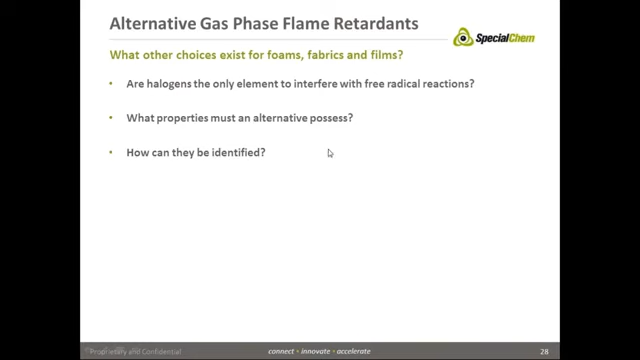 Alternative Gas Phase Flame Retardants
SpecialChem
What other choices exist for foams, fabrics and films?
• Are halogens the only element to interfere with free radical reactions?
• What properties must an alternative possess?
• How can they be identified?
Proprietary and Confidential
connect • innovate • accelerate
28